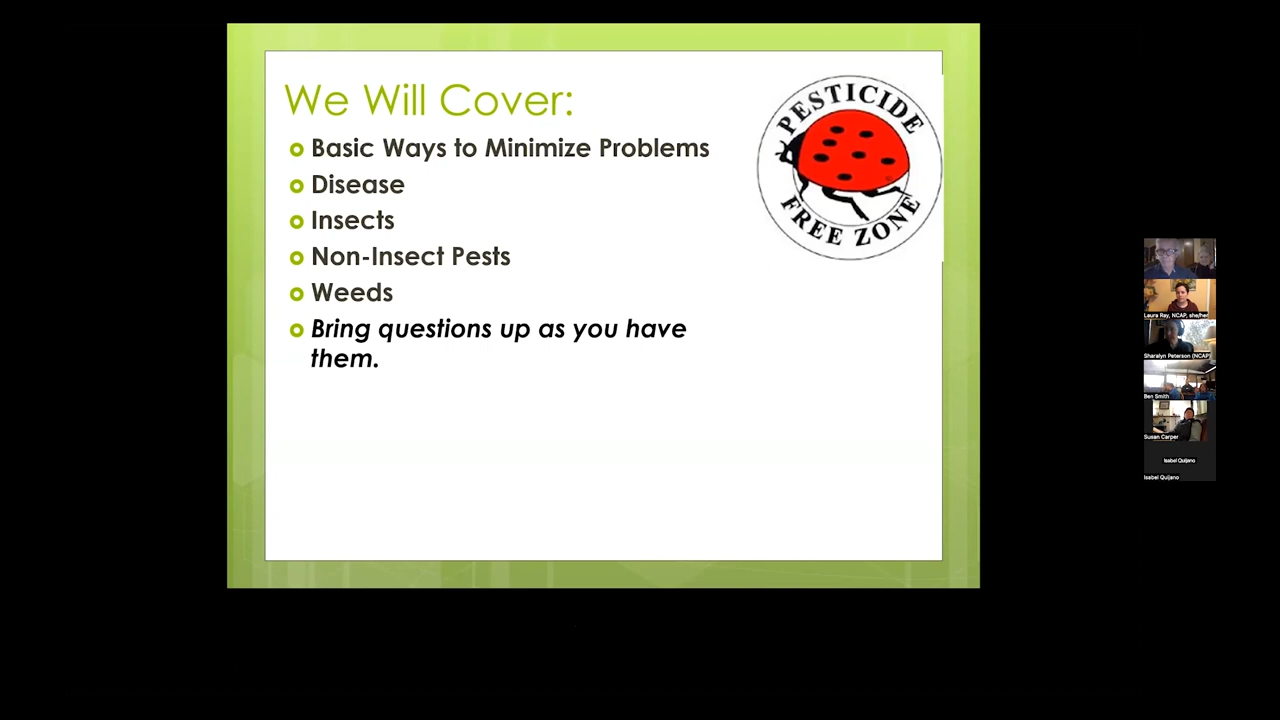 We Will Cover:
Basic Ways to Minimize Problems
Disease
Insects
Non-Insect Pests
Weeds
Bring questions up as you have
them.
PESTICIDE
FREE ZONE
Laura Ray, NCAP, she/her
Sharalyn Peterson (NCAP)
Ben Smith
Susan Carper
Isabel Quijano
Isabel Quijano